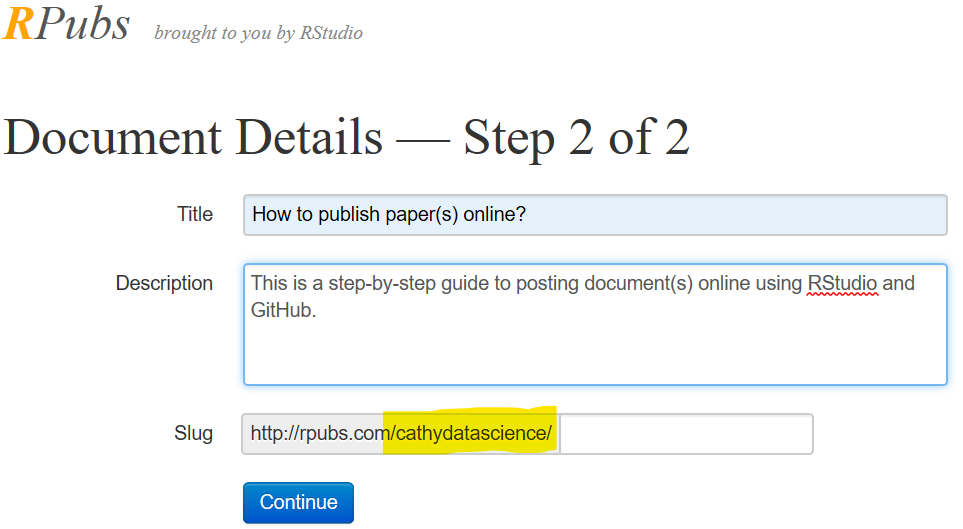 RPubs brought to you by RStudio
Document Details — Step 2 of 2
Title How to publish paper(s) online?
Description This is a step-by-step guide to posting document(s) online using RStudio and
GitHub.
Slug http://rpubs.com/cathydatascience/
Continue